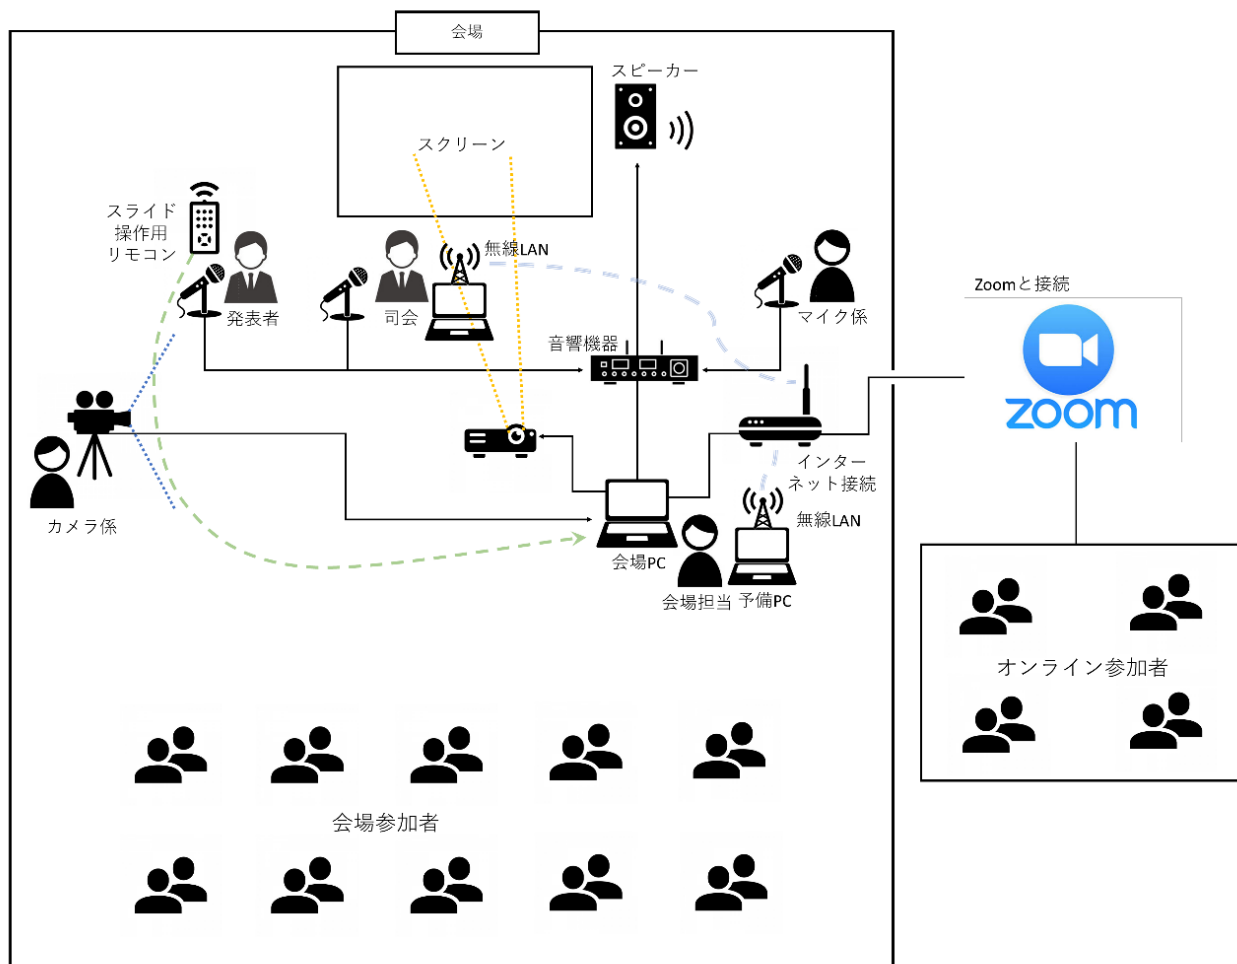 会場
スピーカー
スクリーン
スライド
操作用
リモコン
無線LAN
発表者
司会
マイク係
Zoomと接続
音響機器
zoom
インター
ネット接続
カメラ係
無線LAN
会場PC
会場担当
予備PC
オンライン参加者
会場参加者